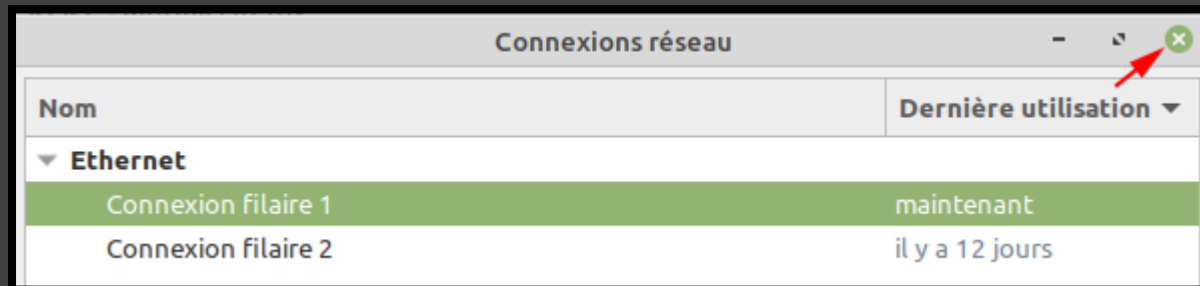 Connexions réseau
Nom Dernière utilisation
Ethernet
Connexion filaire 1 maintenant
Connexion filaire 2 il y a 12 jours